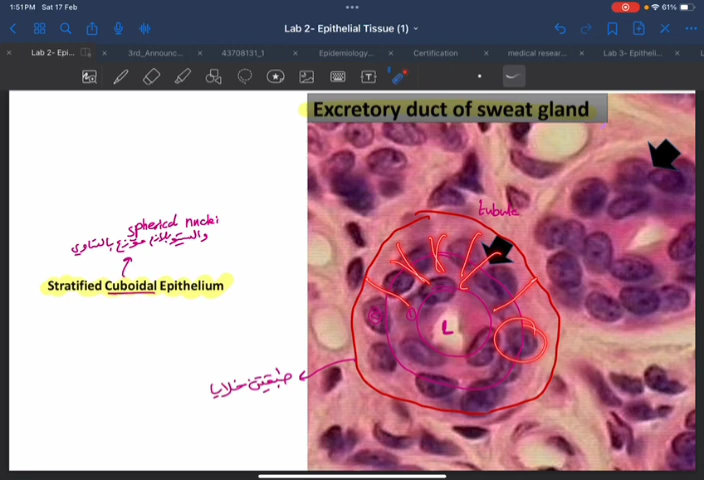 1:51PM Sat 17 Feb
61%
Lab 2- Epithelial Tissue (1)
Lab 2- Epi...
3rd_Announc...
43708131_1
Epidemiology...
Certification
medical resear...
Lab 3- Epitheli...
Excretory duct of sweat gland
tubule
spherical nuclei
والسيتوبلازم موزع بالتساوي
Stratified Cuboidal Epithelium
L
طبقتين خلايا